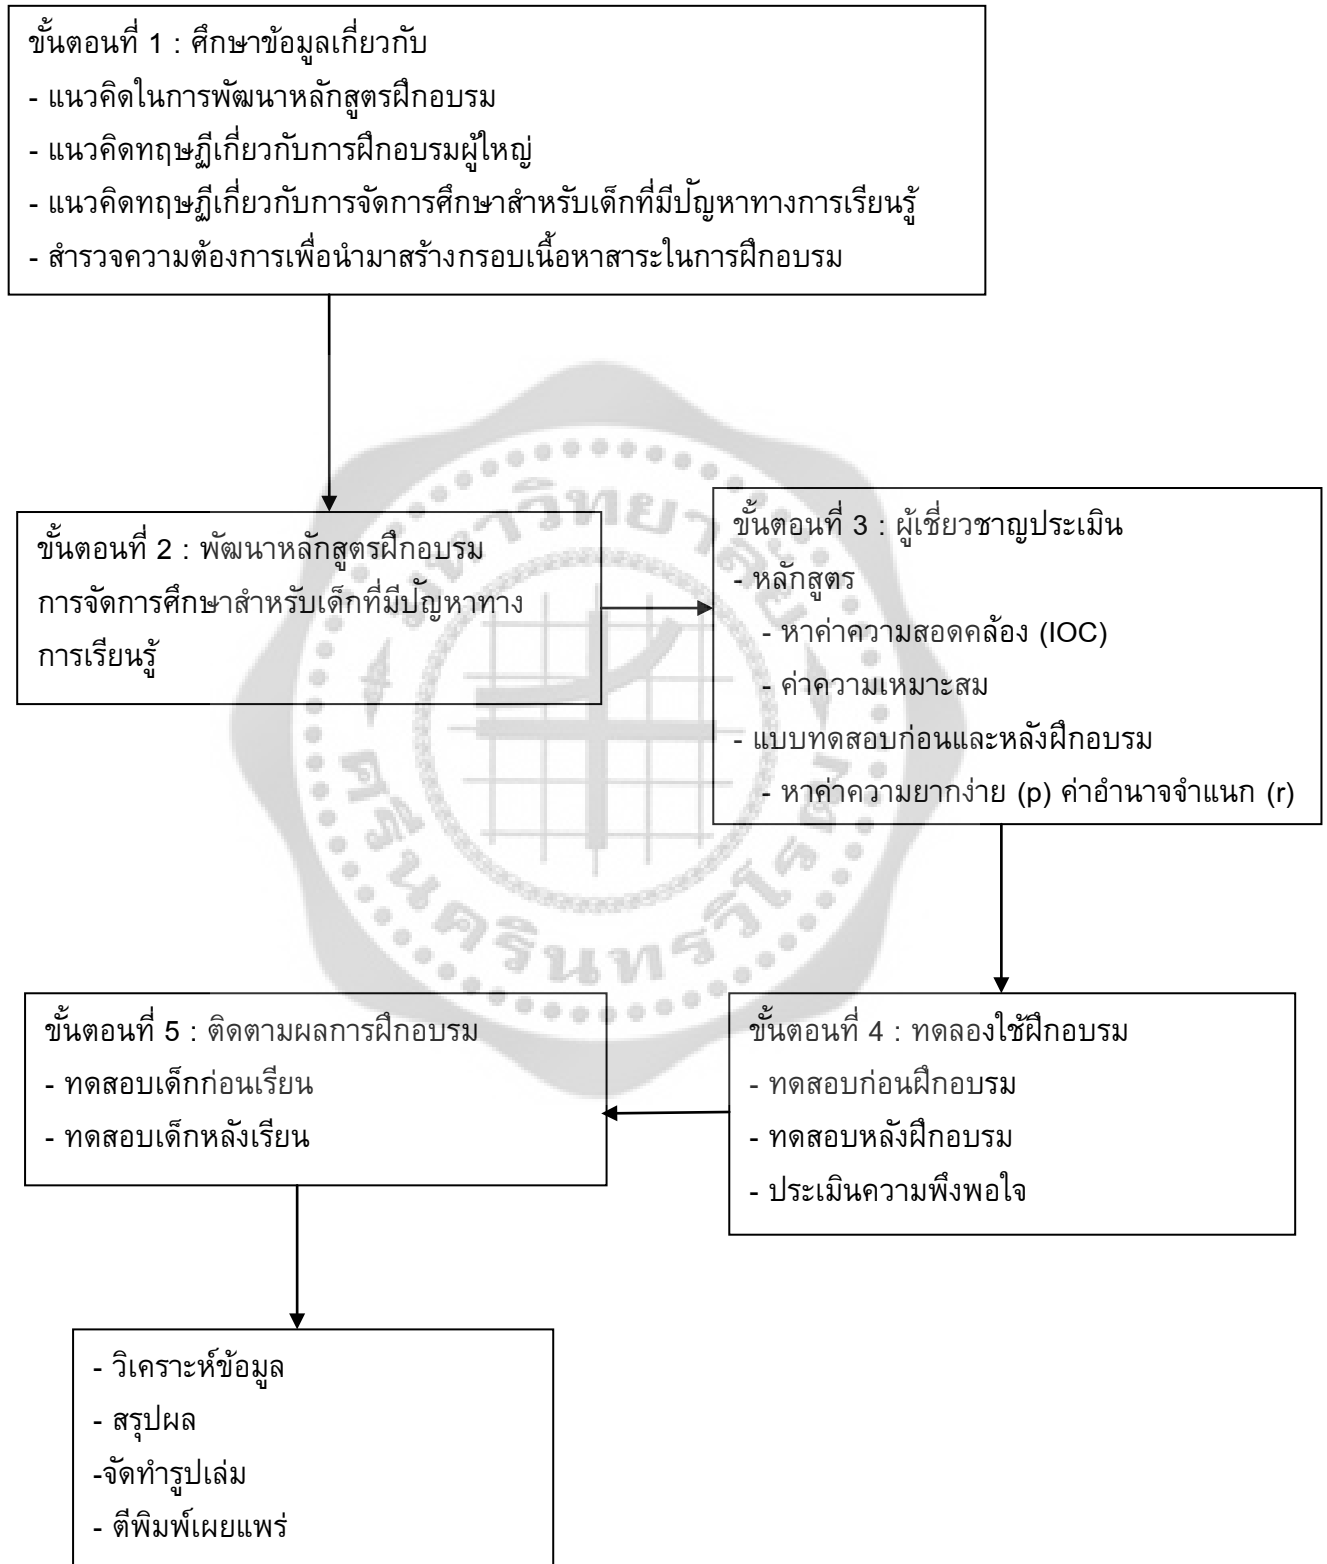 ขั้นตอนที่ 1 : ศึกษาข้อมูลเกี่ยวกับ
- แนวคิดในการพัฒนาหลักสูตรฝึกอบรม
- แนวคิดทฤษฏีเกี่ยวกับการฝึกอบรมผู้ใหญ่
- แนวคิดทฤษฏีเกี่ยวกับการจัดการศึกษาสำหรับเด็กที่มีปัญหาทางการเรียนรู้
- สำรวจความต้องการเพื่อนำมาสร้างกรอบเนื้อหาสาระในการฝึกอบรม
ขั้นตอนที่ 2 : พัฒนาหลักสูตรฝึกอบรม
การจัดการศึกษาสำหรับเด็กที่มีปัญหาทาง
การเรียนรู้
ขั้นตอนที่ 3 : ผู้เชี่ยวชาญประเมิน
- หลักสูตร
- หาค่าความสอดคล้อง (IOC)
- ค่าความเหมาะสม
- แบบทดสอบก่อนและหลังฝึกอบรม
- หาค่าความยากง่าย (p) ค่าอำนาจจำแนก (r)
ขั้นตอนที่ 4 : ทดลองใช้ฝึกอบรม
- ทดสอบก่อนฝึกอบรม
- ทดสอบหลังฝึกอบรม
- ประเมินความพึงพอใจ
ขั้นตอนที่ 5 : ติดตามผลการฝึกอบรม
- ทดสอบเด็กก่อนเรียน
- ทดสอบเด็กหลังเรียน
- วิเคราะห์ข้อมูล
- สรุปผล
-จัดทำรูปเล่ม
- ตีพิมพ์เผยแพร่
มหาวิทยาลัย
ศรีนครินทรวิโรฒ